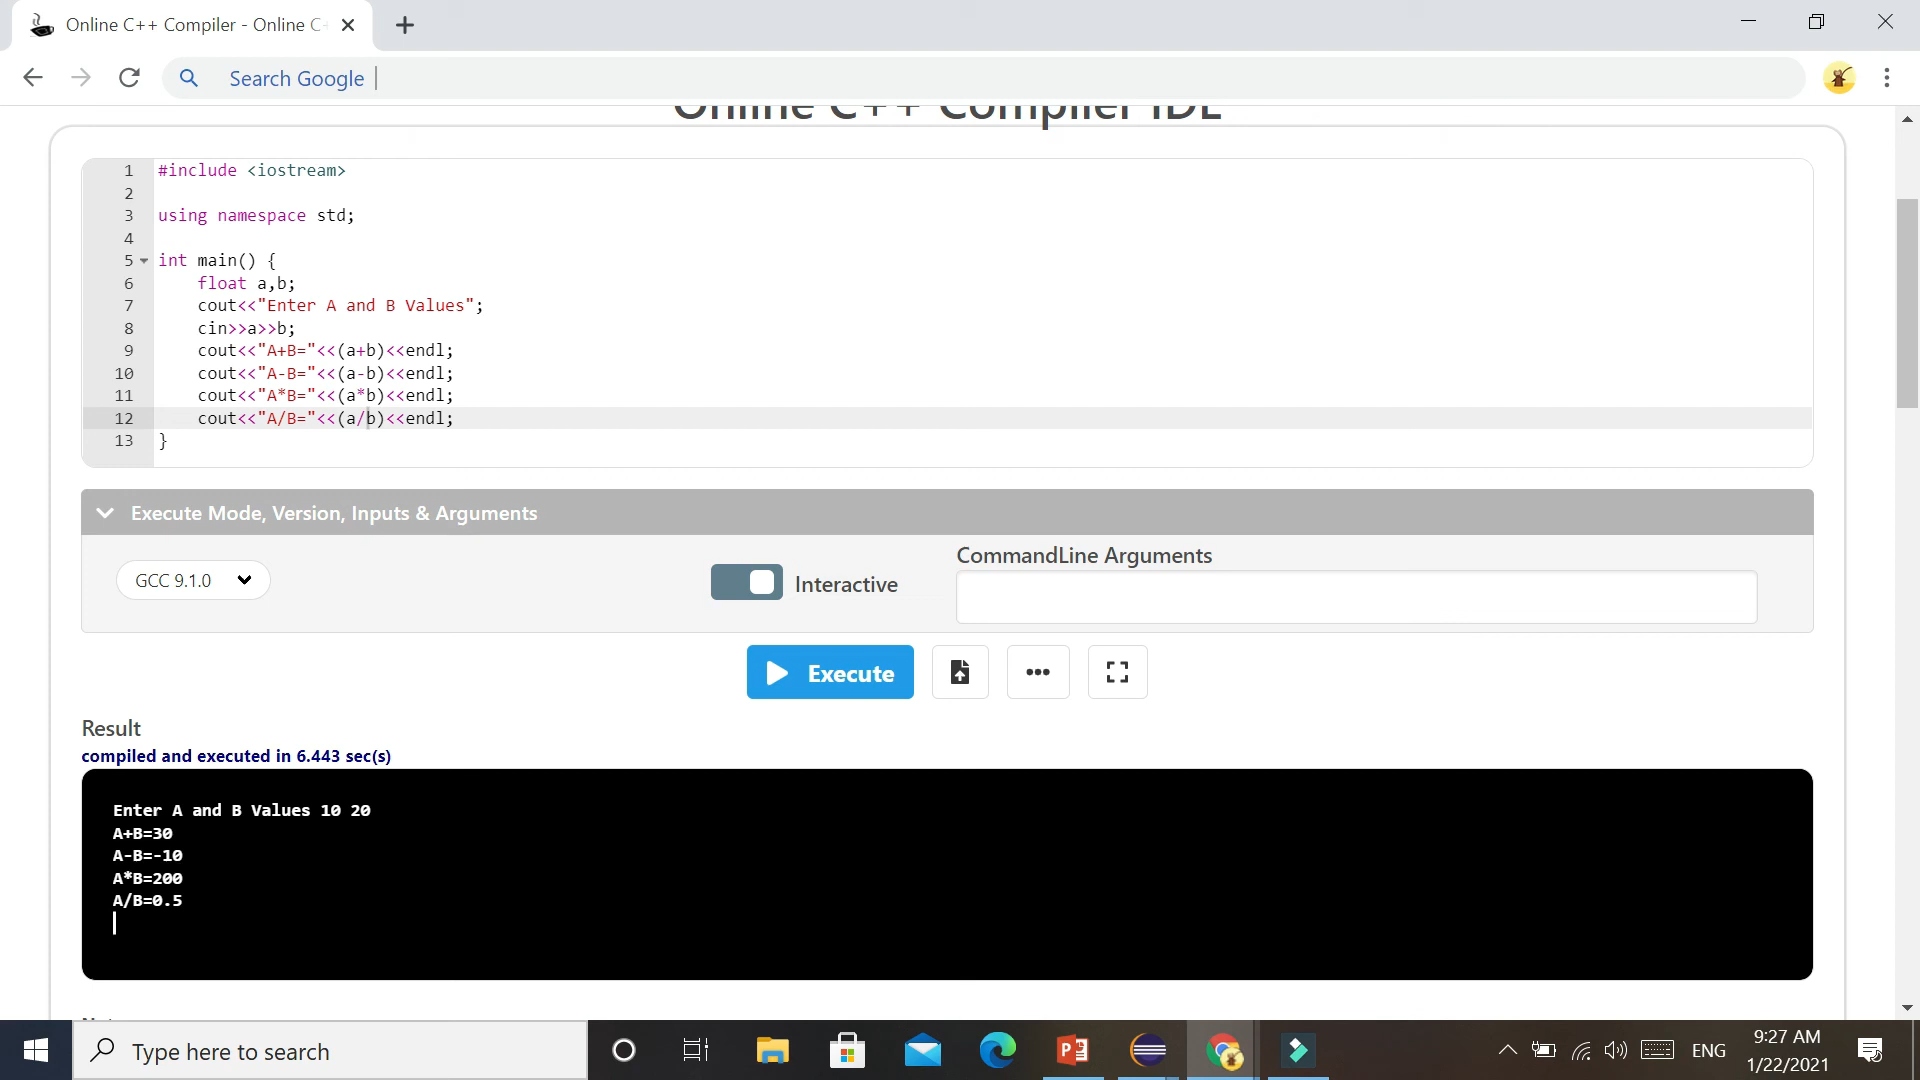 Online C++ Compiler - Online C
Search Google
Online C++ Compiler IDE
1 #include <iostream>
2
3 using namespace std;
4
5 int main() {
6 float a,b;
7 cout<<"Enter A and B Values";
8 cin>>a>>b;
9 cout<<"A+B="<<(a+b)<<endl;
10 cout<<"A-B="<<(a-b)<<endl;
11 cout<<"A*B="<<(a*b)<<endl;
12 cout<<"A/B="<<(a/b)<<endl;
13 }
Execute Mode, Version, Inputs & Arguments
CommandLine Arguments
GCC 9.1.0
Interactive
Execute
Result
compiled and executed in 6.443 sec(s)
Enter A and B Values 10 20
A+B=30
A-B=-10
A*B=200
A/B=0.5
Type here to search
ENG
9:27 AM
1/22/2021